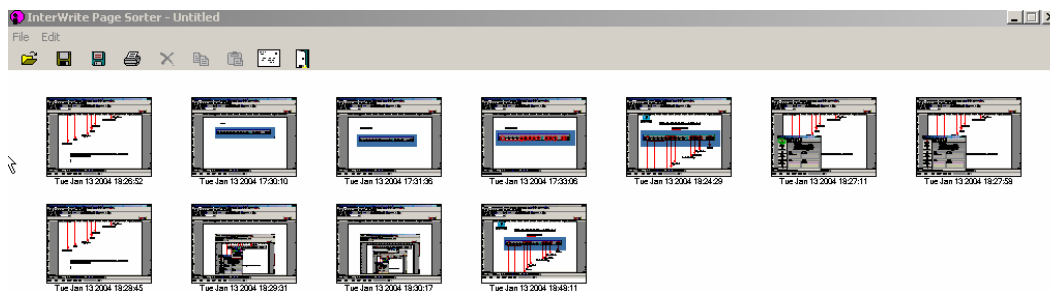 InterWrite Page Sorter - Untitled
File Edit
Tue Jan 13 2004 18:26:52
Tue Jan 13 2004 17:30:10
Tue Jan 13 2004 17:31:36
Tue Jan 13 2004 17:33:06
Tue Jan 13 2004 18:24:29
Tue Jan 13 2004 18:27:11
Tue Jan 13 2004 18:27:58
Tue Jan 13 2004 18:28:45
Tue Jan 13 2004 18:29:31
Tue Jan 13 2004 18:30:17
Tue Jan 13 2004 18:48:11